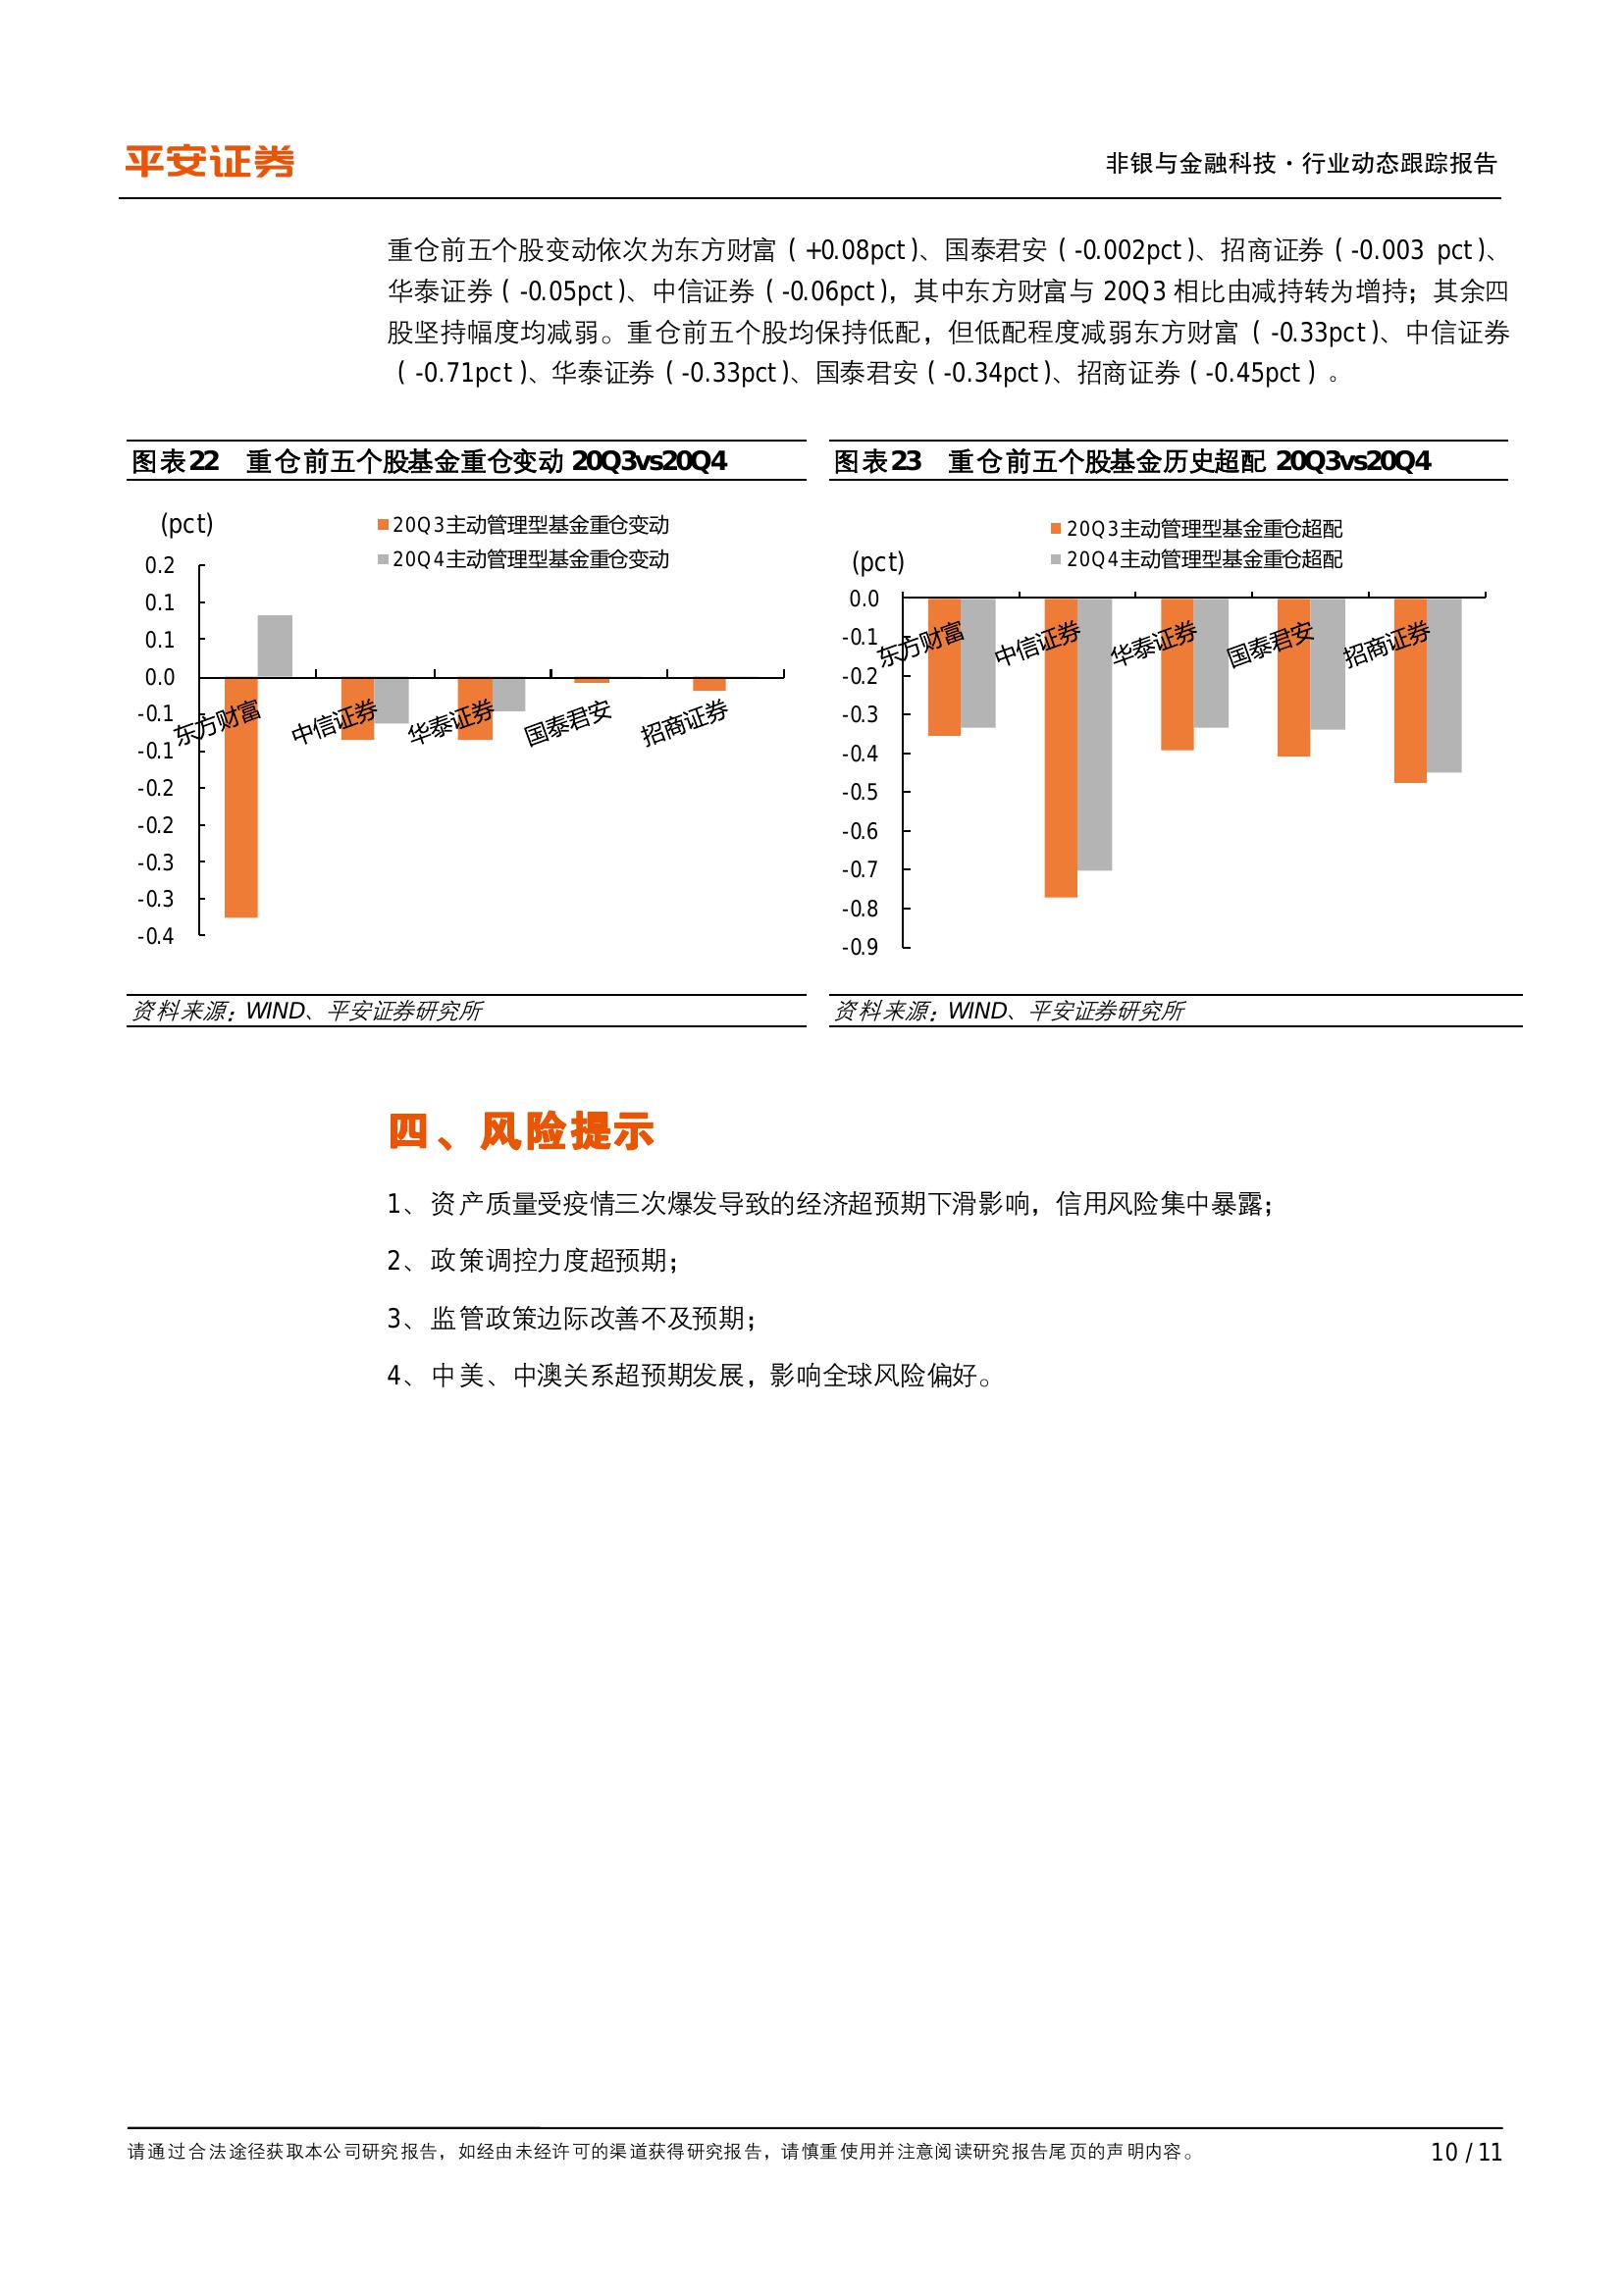 平安证券
非银与金融科技·行业动态跟踪报告
重仓前五个股变动依次为东方财富(+0.08pct)、国泰君安(-0.002pct)、招商证券(-0.003 pct)、
华泰证券(-0.05pct)、中信证券(-0.06pct)，其中东方财富与 20Q3 相比由减持转为增持；其余四
股坚持幅度均减弱。重仓前五个股均保持低配，但低配程度减弱东方财富(-0.33pct)、中信证券
(-0.71pct)、华泰证券(-0.33pct)、国泰君安(-0.34pct)、招商证券(-0.45pct)。
图表22 重仓前五个股基金重仓变动 20Q3vs20Q4
(pct)
20Q3主动管理型基金重仓变动
20Q4主动管理型基金重仓变动
0.2
0.1
0.1
0.0
-0.1
-0.1
-0.2
-0.2
-0.3
-0.3
-0.4
东方财富
中信证券
华泰证券
国泰君安
招商证券
资料来源：WIND、平安证券研究所
图表23 重仓前五个股基金历史超配 20Q3vs20Q4
20Q3主动管理型基金重仓超配
20Q4主动管理型基金重仓超配
(pct)
0.0
-0.1
-0.2
-0.3
-0.4
-0.5
-0.6
-0.7
-0.8
-0.9
东方财富
中信证券
华泰证券
国泰君安
招商证券
资料来源：WIND、平安证券研究所
四、风险提示
1、资产质量受疫情三次爆发导致的经济超预期下滑影响，信用风险集中暴露；
2、政策调控力度超预期；
3、监管政策边际改善不及预期；
4、中美、中澳关系超预期发展，影响全球风险偏好。
请通过合法途径获取本公司研究报告，如经由未经许可的渠道获得研究报告，请慎重使用并注意阅读研究报告尾页的声明内容。
10 / 11